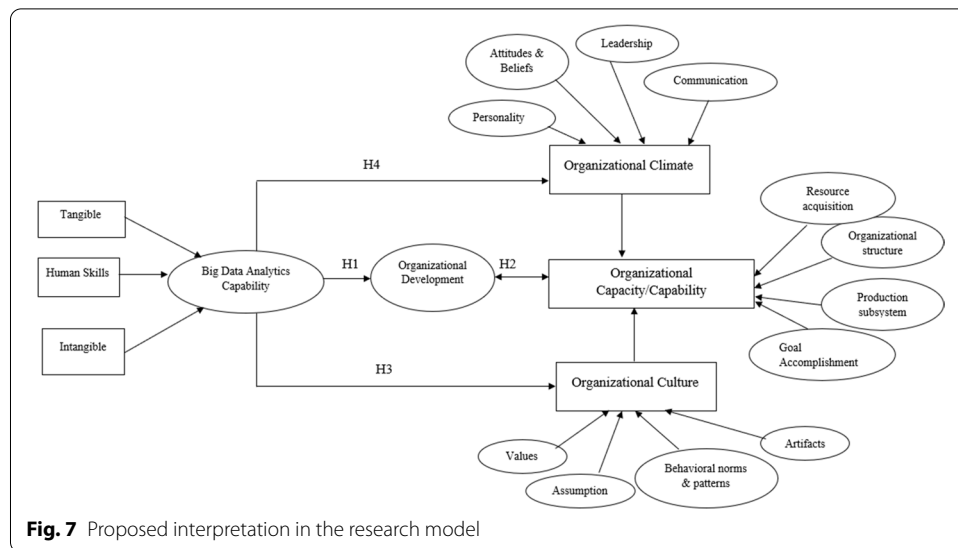 Leadership
Attitudes &
Beliefs
Communication
Personality
H4
Organizational Climate
Resource
acquisition
Tangible
Organizational
structure
Human Skills
Big Data Analytics
Capability
H1
Organizational
Development
H2
Organizational
Capacity/Capability
Production
subsystem
Intangible
Goal
Accomplishment
H3
Organizational Culture
Values
Artifacts
Assumption
Behavioral norms
& patterns
Fig. 7 Proposed interpretation in the research model